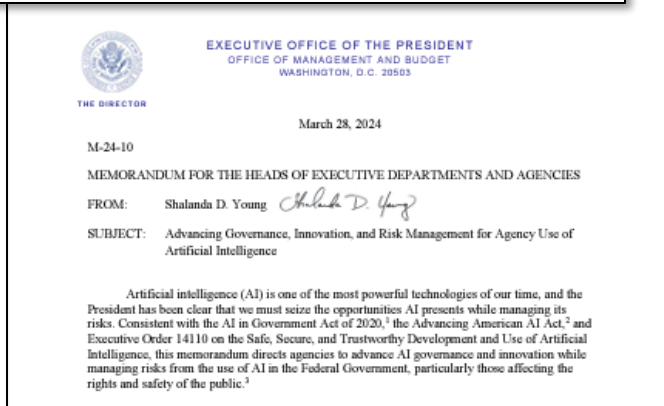 EXECUTIVE OFFICE OF THE PRESIDENT
OFFICE OF MANAGEMENT AND BUDGET
WASHINGTON, D.C. 20503
THE DIRECTOR
March 28, 2024
M-24-10
MEMORANDUM FOR THE HEADS OF EXECUTIVE DEPARTMENTS AND AGENCIES
FROM: Shalanda D. Young Shalanda D. Young
SUBJECT: Advancing Governance, Innovation, and Risk Management for Agency Use of
Artificial Intelligence
Artificial intelligence (AI) is one of the most powerful technologies of our time, and the
President has been clear that we must seize the opportunities AI presents while managing its
risks. Consistent with the AI in Government Act of 2020,¹ the Advancing American AI Act,² and
Executive Order 14110 on the Safe, Secure, and Trustworthy Development and Use of Artificial
Intelligence, this memorandum directs agencies to advance AI governance and innovation while
managing risks from the use of AI in the Federal Government, particularly those affecting the
rights and safety of the public.³